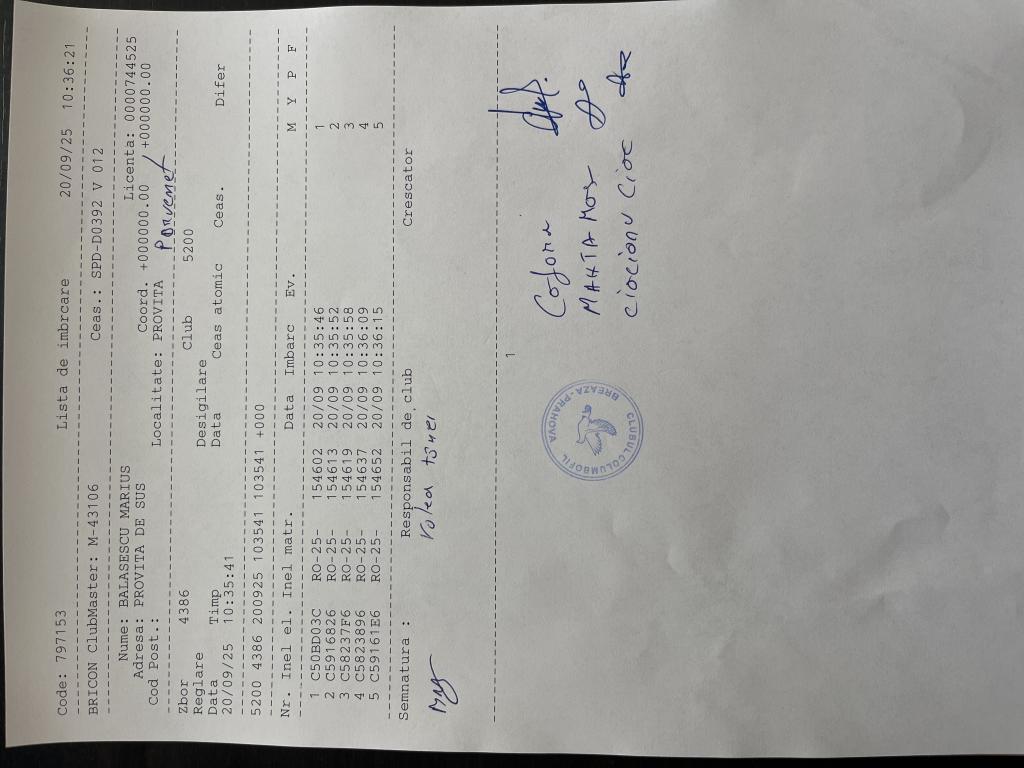 Code: 797153 Lista de imbrcare 20/09/25 10:36:21
BRICON ClubMaster: M-43106 Ceas.: SPD-D0392 V 012
Nume: BALASESCU MARIUS Licenta: 0000744525
Adresa: PROVITA DE SUS Coord. +000000.00 / +000000.00
Cod Post.: Localitate: PROVITA
Zbor 4386 Club 5200
Reglare Desigilare
Data Timp Data Ceas atomic Ceas. Difer
20/09/25 10:35:41
5200 4386 200925 103541 103541 +000
Nr. Inel el. Inel matr. Data Imbarc Ev. M Y P F
1 C50BD03C RO-25- 154602 20/09 10:35:46 1
2 C5916826 RO-25- 154613 20/09 10:35:52 2
3 C58237F6 RO-25- 154619 20/09 10:35:58 3
4 C5823896 RO-25- 154637 20/09 10:36:09 4
5 C59161E6 RO-25- 154652 20/09 10:36:15 5
Semnatura : Responsabil de club Crescator
1
CLUBUL COLUMBOFIL
BREAZA-PRAHOVA